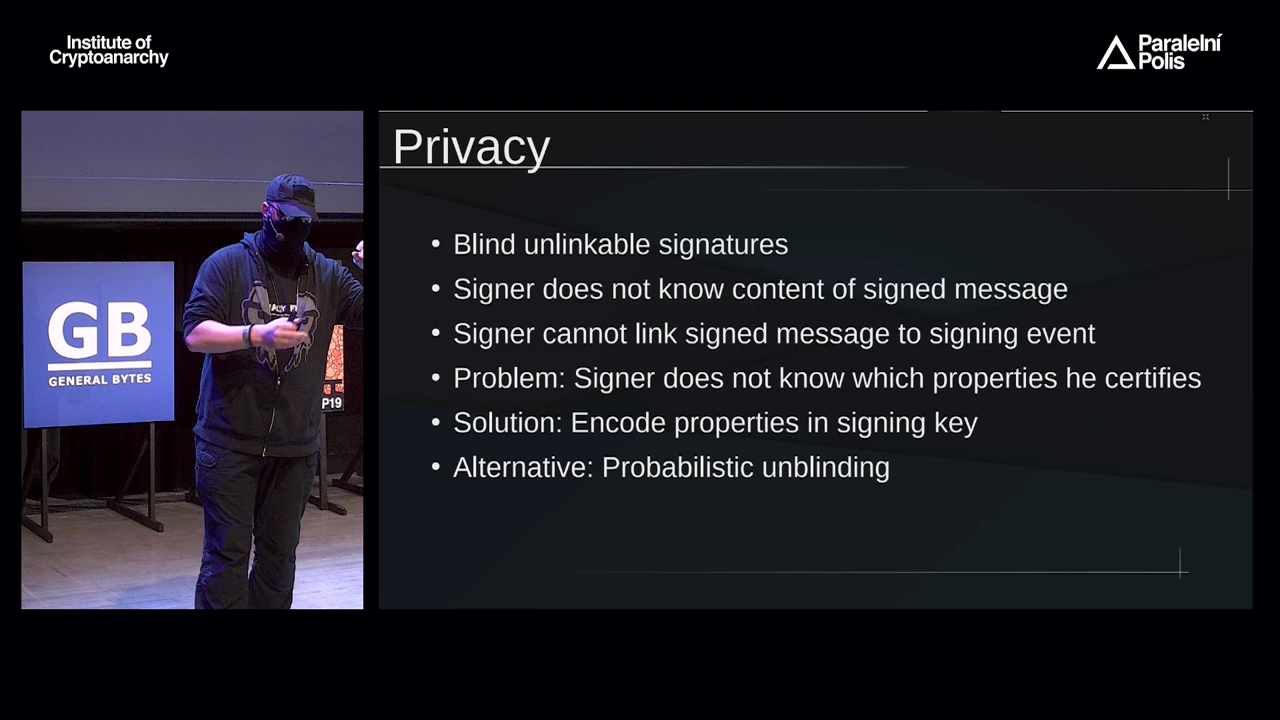 Institute of
Cryptoanarchy
Paralelní
Polis
GB
GENERAL BYTES
P19
Privacy
• Blind unlinkable signatures
• Signer does not know content of signed message
• Signer cannot link signed message to signing event
• Problem: Signer does not know which properties he certifies
• Solution: Encode properties in signing key
• Alternative: Probabilistic unblinding